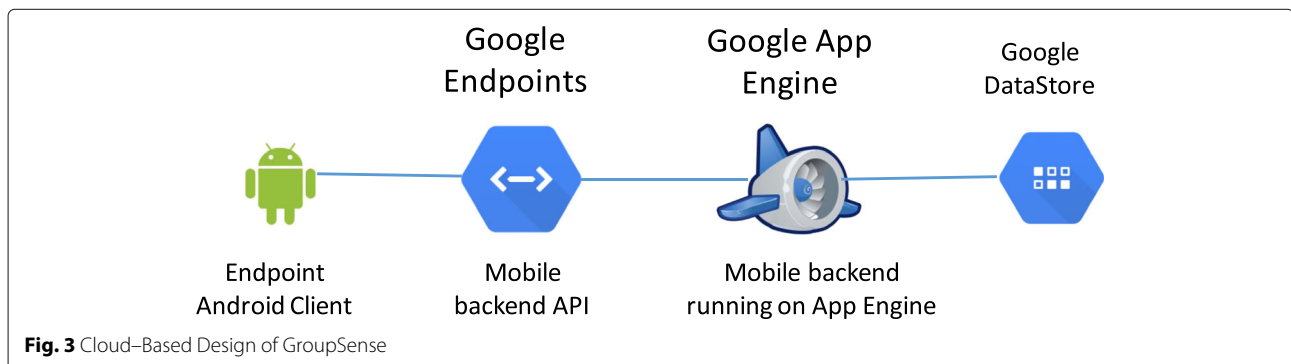 Google
Endpoints
Google App
Engine
Google
DataStore
Endpoint
Android Client
Mobile
backend API
Mobile backend
running on App Engine
Fig. 3 Cloud–Based Design of GroupSense